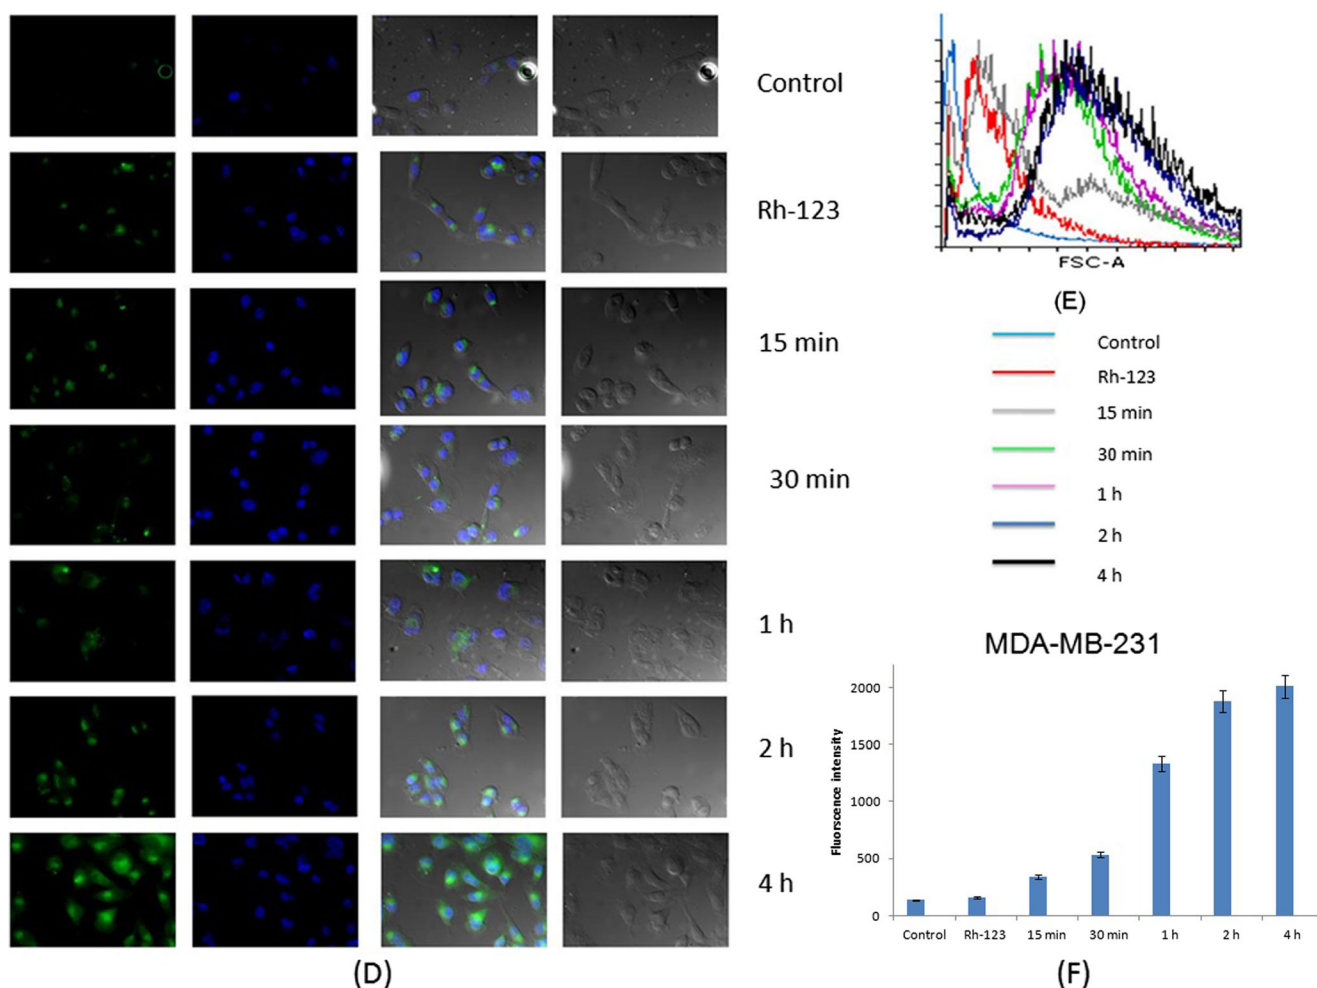 Control
Rh-123
15 min
30 min
1 h
2 h
4 h
(D)
FSC-A
(E)
Control
Rh-123
15 min
30 min
1 h
2 h
4 h
MDA-MB-231
Fluorscence intensity
2000
1500
1000
500
0
Control
Rh-123
15 min
30 min
1 h
2 h
4 h
(F)